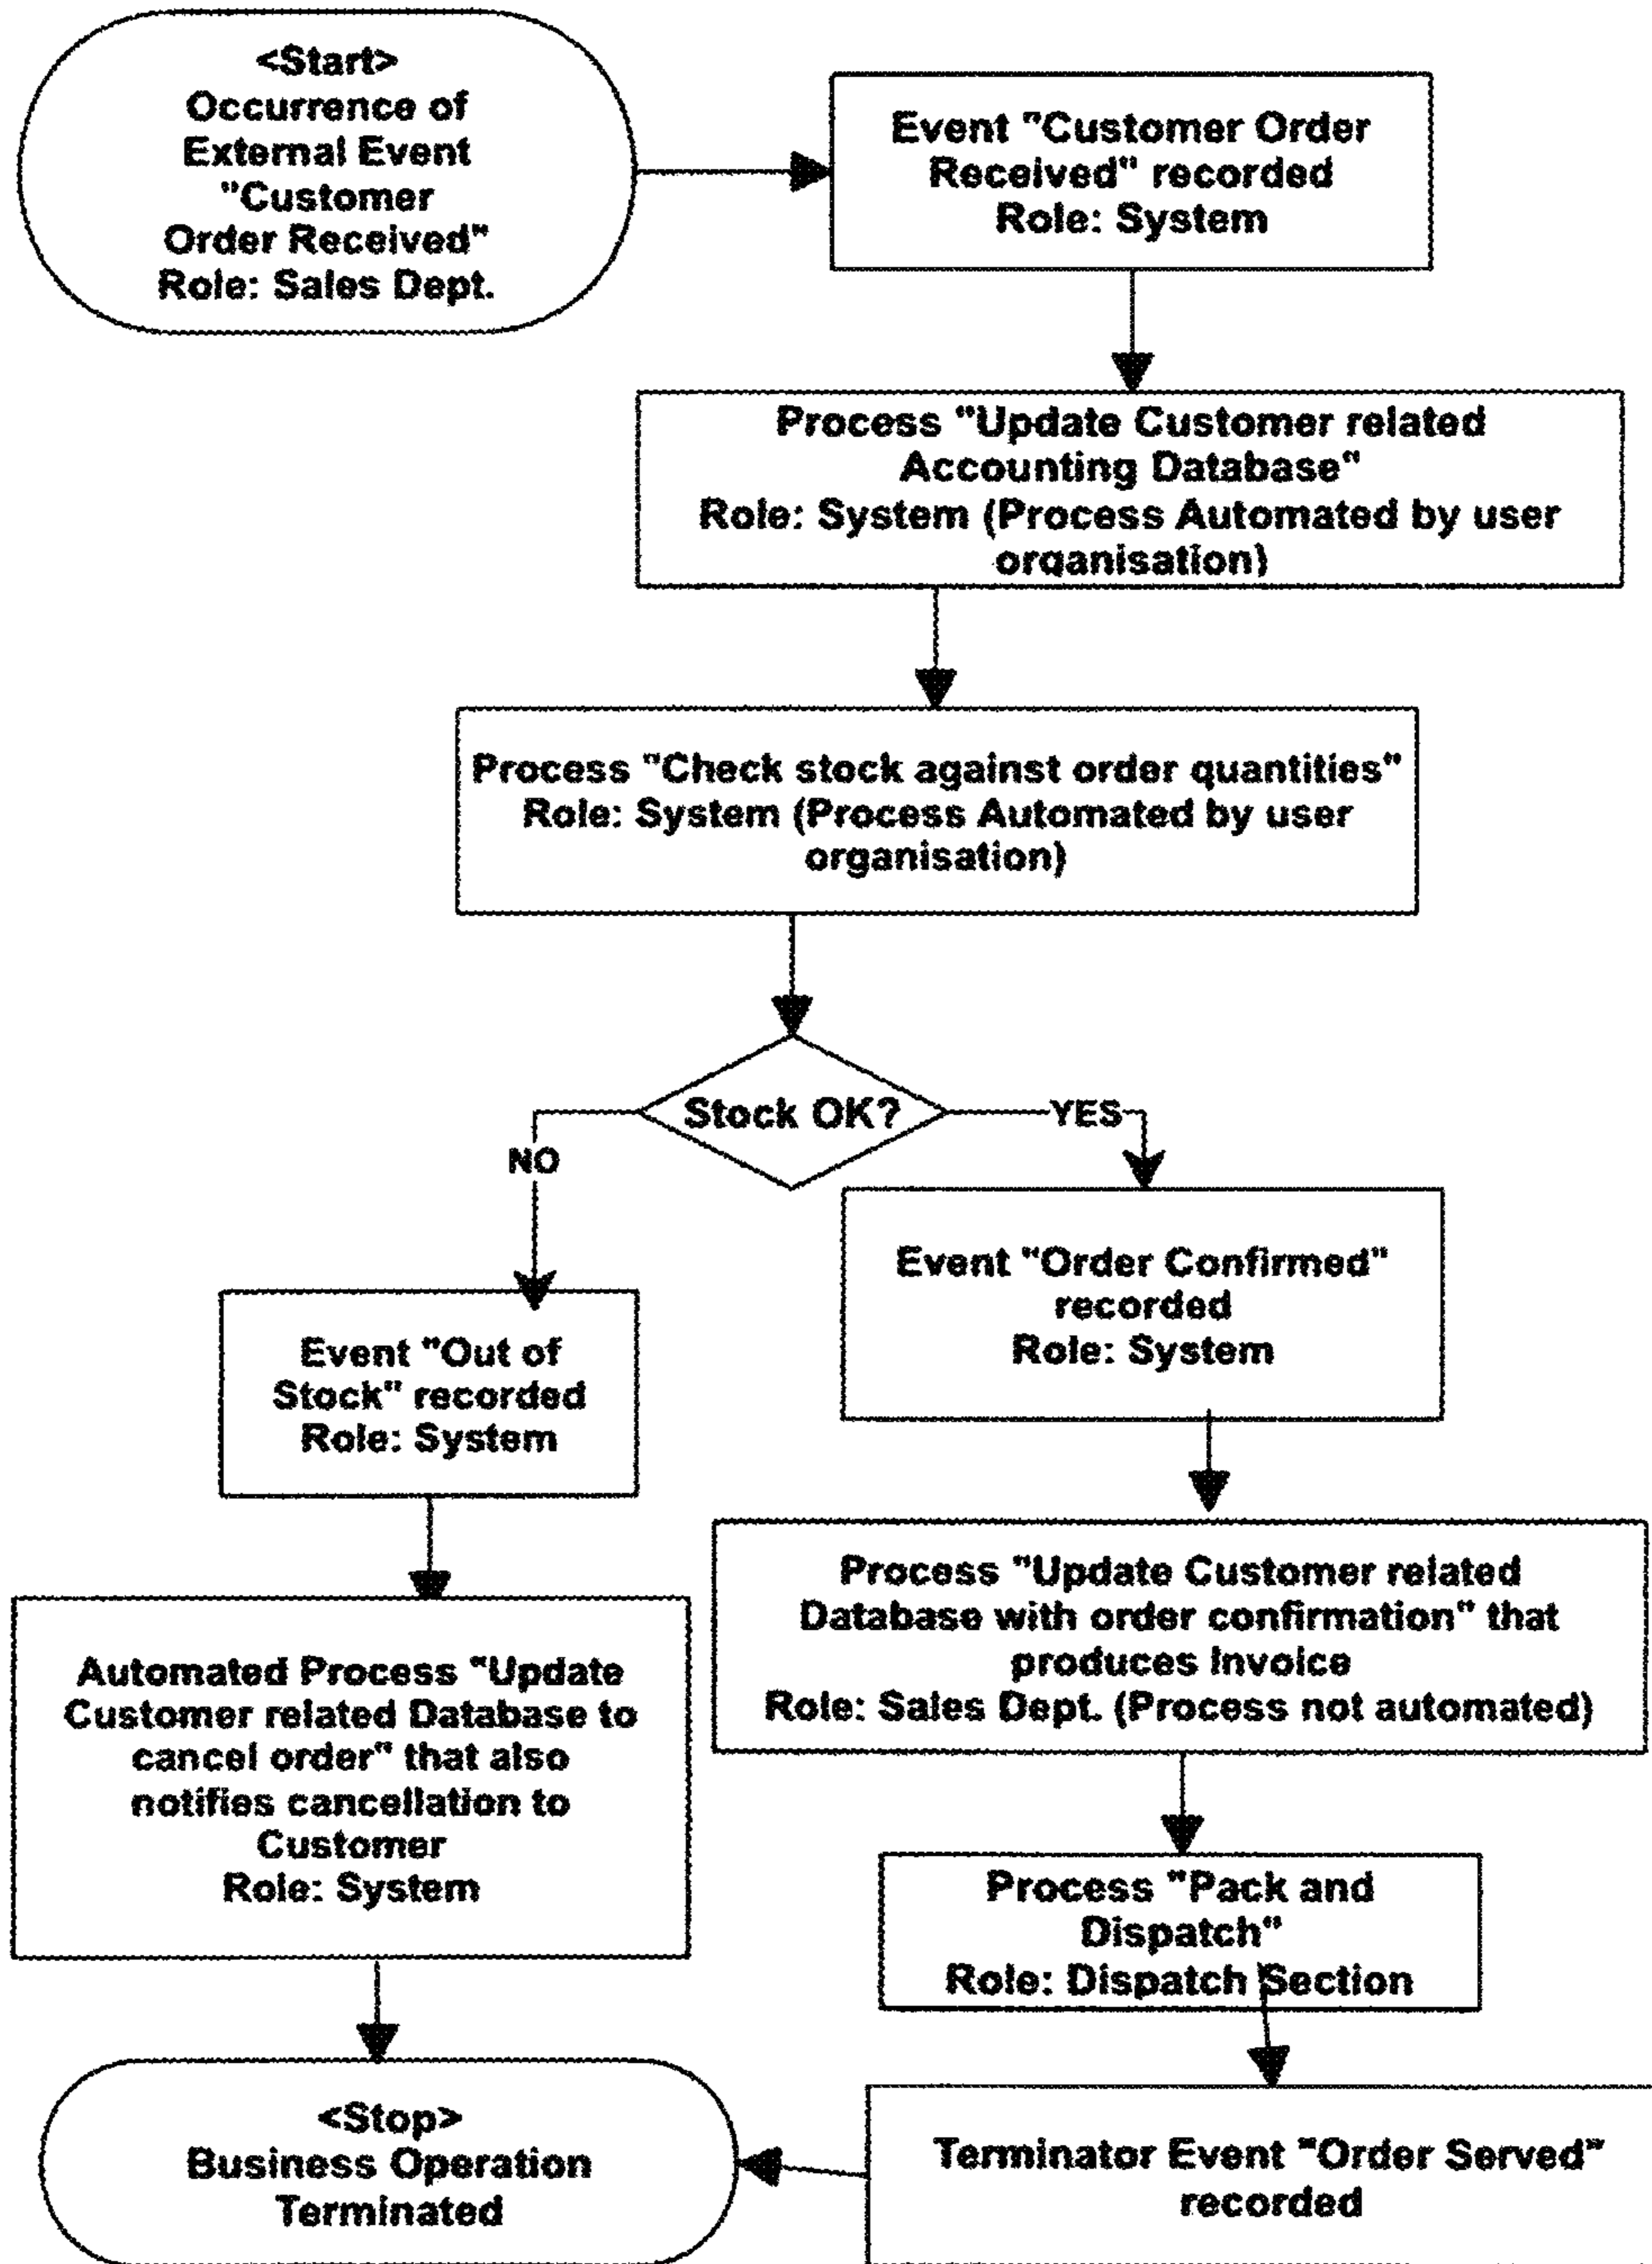 <Start>
Occurrence of
External Event
"Customer
Order Received"
Role: Sales Dept.
Event "Customer Order
Received" recorded
Role: System
Process "Update Customer related
Accounting Database"
Role: System (Process Automated by user
organisation)
Process "Check stock against order quantities"
Role: System (Process Automated by user
organisation)
Stock OK?
YES
NO
Event "Order Confirmed"
recorded
Role: System
Event "Out of
Stock" recorded
Role: System
Process "Update Customer related
Database with order confirmation" that
produces Invoice
Role: Sales Dept. (Process not automated)
Automated Process "Update
Customer related Database to
cancel order" that also
notifies cancellation to
Customer
Role: System
Process "Pack and
Dispatch"
Role: Dispatch Section
<Stop>
Business Operation
Terminated
Terminator Event "Order Served"
recorded